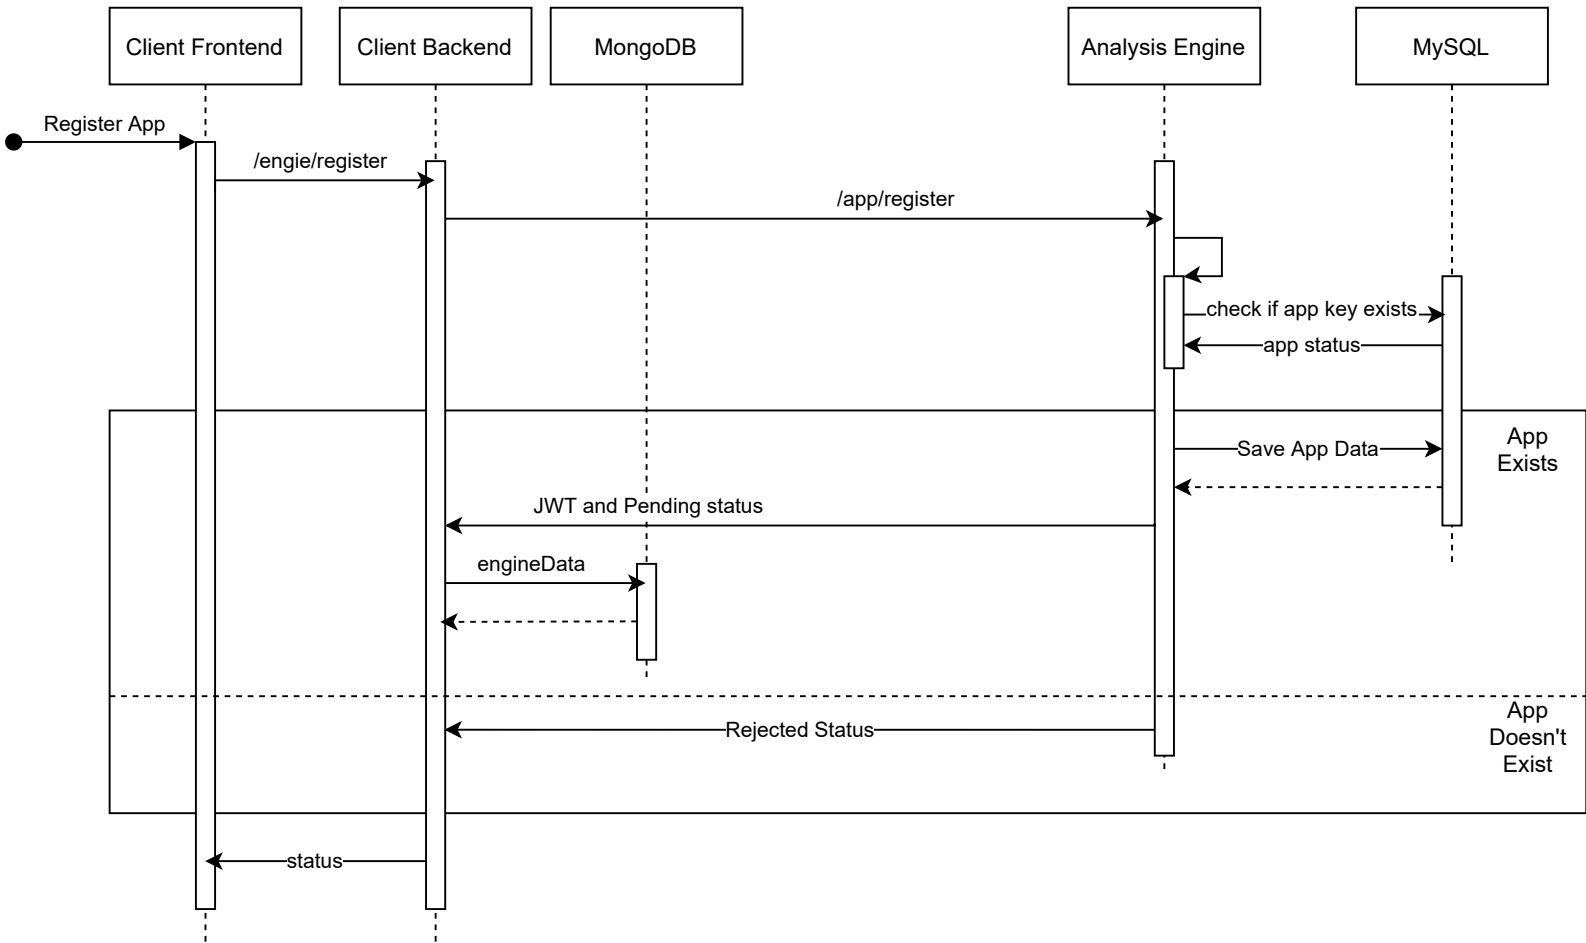 Client Frontend
Client Backend
MongoDB
Analysis Engine
MySQL
Register App
/engie/register
/app/register
check if app key exists
app status
App
Exists
Save App Data
JWT and Pending status
engineData
App
Doesn't
Exist
Rejected Status
status